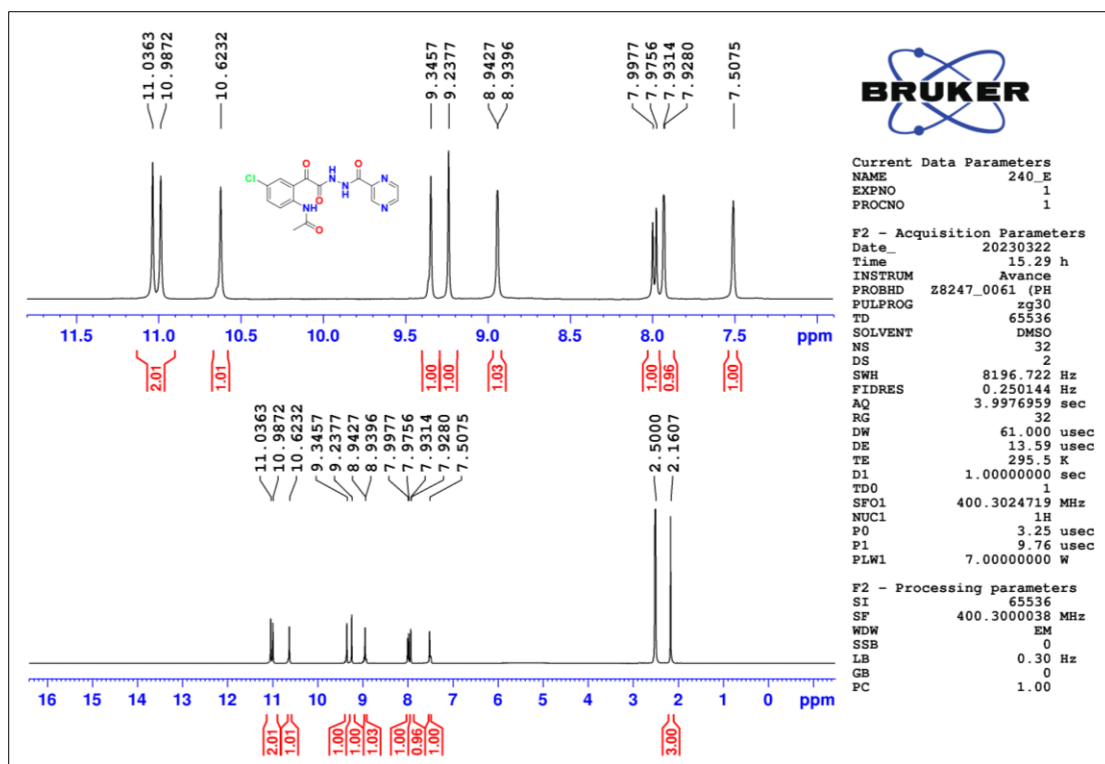 11.0363
10.9872
10.6232
9.3457
9.2377
8.9427
8.9396
7.9977
7.9756
7.9314
7.9280
7.5075
Cl
O
H
N
O
N
O
N
H
N
NH
O
11.5 11.0 10.5 10.0 9.5 9.0 8.5 8.0 7.5 ppm
2.01
1.01
1.00
1.00
1.03
1.00
0.96
1.00
11.0363
10.9872
10.6232
9.3457
9.2377
8.9427
8.9396
7.9977
7.9756
7.9314
7.9280
7.5075
2.5000
2.1607
16 15 14 13 12 11 10 9 8 7 6 5 4 3 2 1 0 ppm
2.01
1.01
1.00
1.00
1.03
1.00
0.96
1.00
3.00
BRUKER
Current Data Parameters
NAME 240_E
EXPNO 1
PROCNO 1
F2 - Acquisition Parameters
Date_ 20230322
Time 15.29 h
INSTRUM Avance
PROBHD Z8247_0061 (PH
PULPROG zg30
TD 65536
SOLVENT DMSO
NS 32
DS 2
SWH 8196.722 Hz
FIDRES 0.250144 Hz
AQ 3.9976959 sec
RG 32
DW 61.000 usec
DE 13.59 usec
TE 295.5 K
D1 1.00000000 sec
TD0 1
SFO1 400.3024719 MHz
NUC1 1H
P0 3.25 usec
P1 9.76 usec
PLW1 7.00000000 W
F2 - Processing parameters
SI 65536
SF 400.3000038 MHz
WDW EM
SSB 0
LB 0.30 Hz
GB 0
PC 1.00